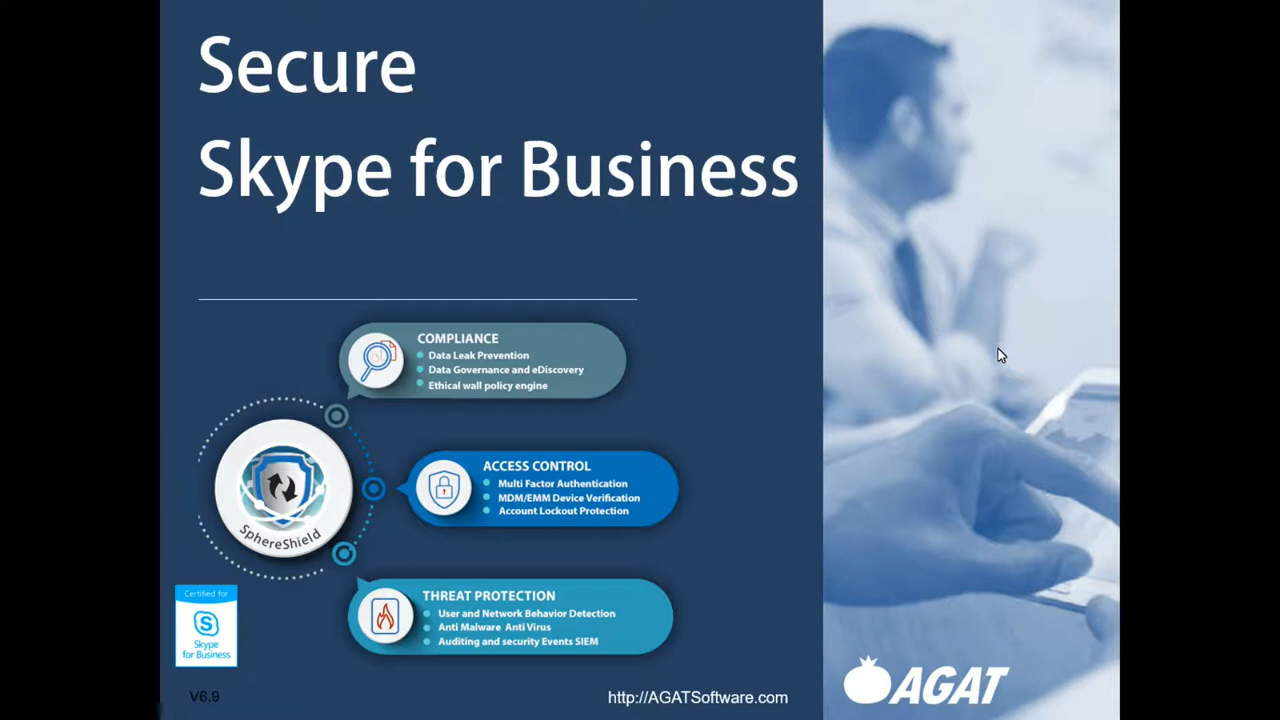 Secure
Skype for Business
COMPLIANCE
Data Leak Prevention
Data Governance and eDiscovery
Ethical wall policy engine
ACCESS CONTROL
Multi Factor Authentication
MDM/EMM Device Verification
Account Lockout Protection
SphereShield
THREAT PROTECTION
User and Network Behavior Detection
Anti Malware Anti Virus
Auditing and security Events SIEM
Certified for
Skype
for Business
V6.9
http://AGATSoftware.com
AGAT